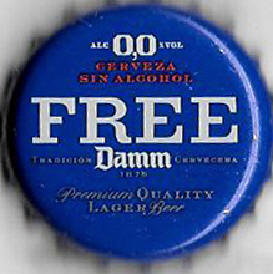 ALC 0,0 % VOL
CERVEZA
SIN ALCOHOL
FREE
TRADICIÓN Damm CERVECERA
1876
Premium QUALITY
LAGER Beer